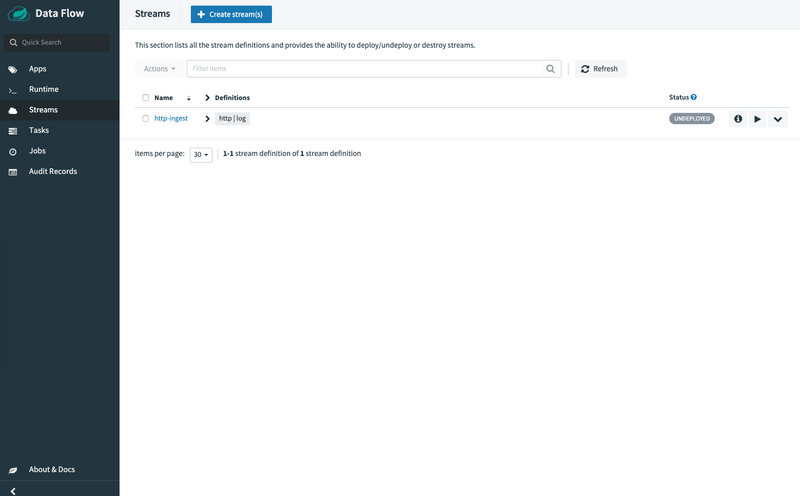 Data Flow
Quick Search
Apps
Runtime
Streams
Tasks
Jobs
Audit Records
About & Docs
Streams
Create stream(s)
This section lists all the stream definitions and provides the ability to deploy/undeploy or destroy streams.
Actions Filter items Refresh
Name Definitions Status
http-ingest http | log UNDEPLOYED
items per page: 30 1-1 stream definition of 1 stream definition